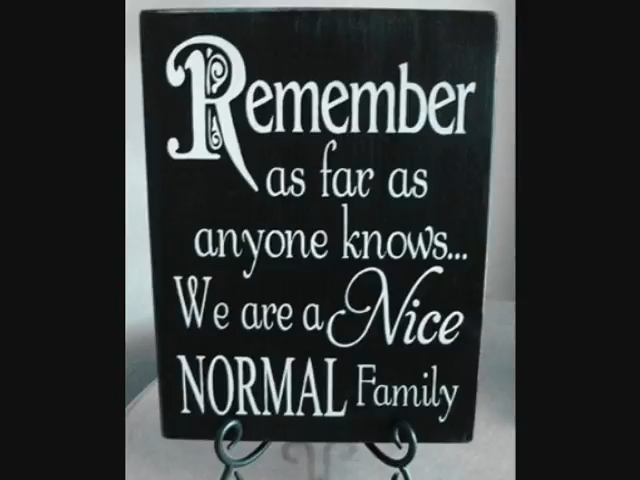 Remember
as far as
anyone knows...
We are a Nice
NORMAL Family